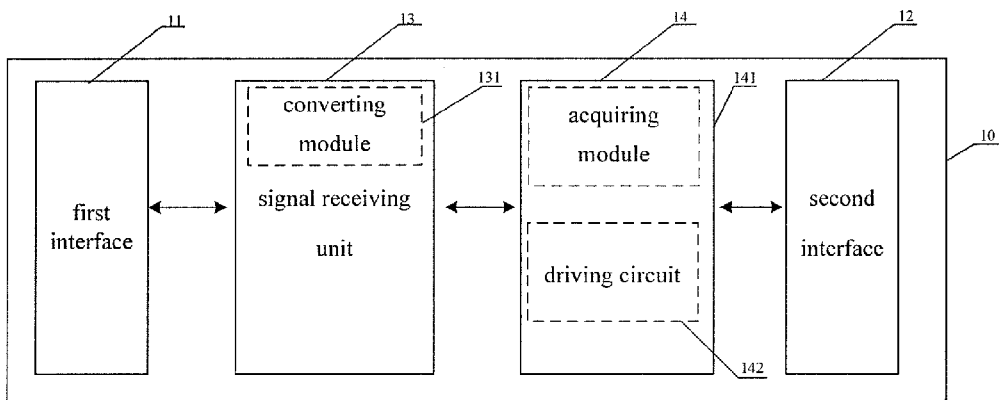 11
13
14
12
131
141
10
converting
module
acquiring
module
first
interface
signal receiving
unit
second
interface
driving circuit
142